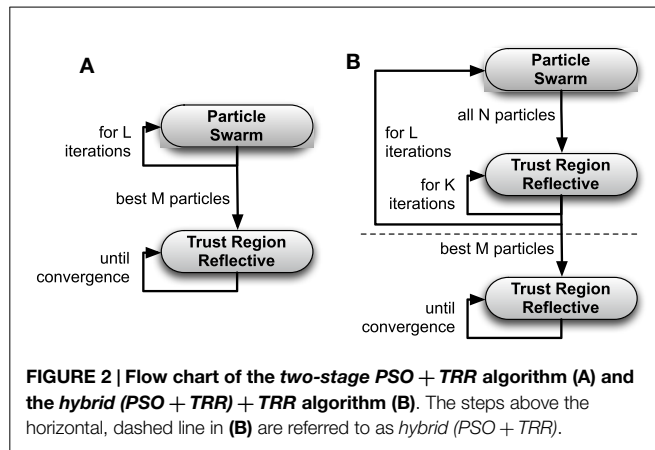 A
Particle
Swarm
for L
iterations
best M particles
until
convergence
Trust Region
Reflective
B
Particle
Swarm
all N particles
for L
iterations
Trust Region
Reflective
for K
iterations
best M particles
Trust Region
Reflective
until
convergence
FIGURE 2 | Flow chart of the two-stage PSO + TRR algorithm (A) and
the hybrid (PSO + TRR) + TRR algorithm (B). The steps above the
horizontal, dashed line in (B) are referred to as hybrid (PSO + TRR).